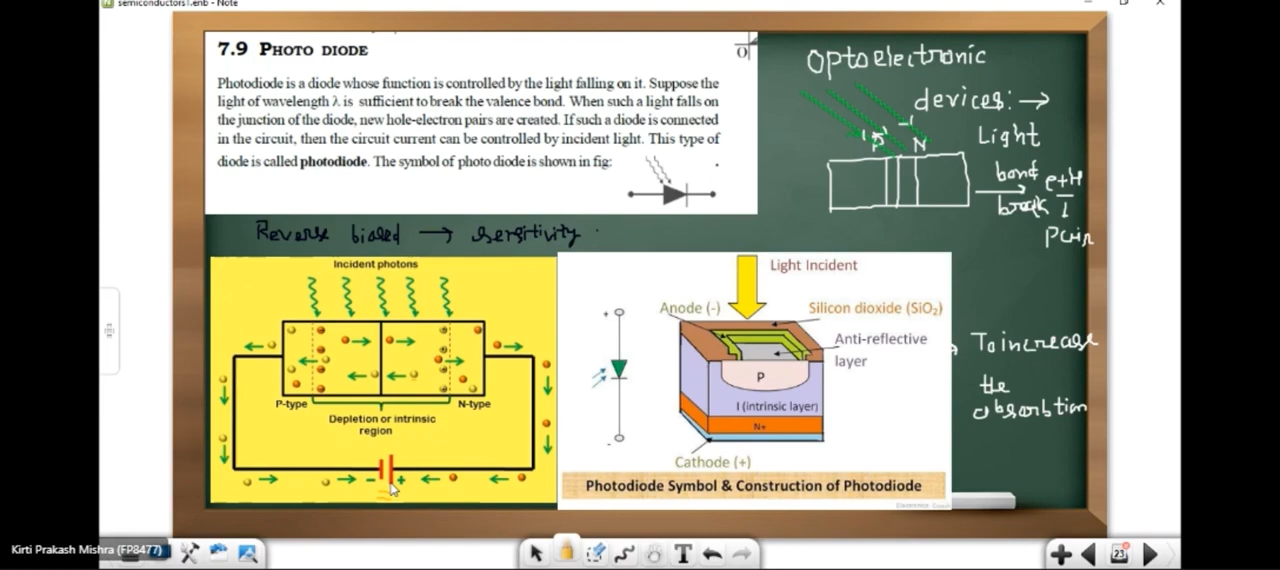 semiconductors1.enb - Note
7.9 PHOTO DIODE
Photodiode is a diode whose function is controlled by the light falling on it. Suppose the
light of wavelength λ is sufficient to break the valence bond. When such a light falls on
the junction of the diode, new hole-electron pairs are created. If such a diode is connected
in the circuit, then the circuit current can be controlled by incident light. This type of
diode is called photodiode. The symbol of photo diode is shown in fig:
Optoelectronic
devices: →
Light
P N
bond e+H
break
pair
Reverse biased → sensitivity
Incident photons
P-type
N-type
Depletion or intrinsic
region
- +
Light Incident
Anode (-)
Silicon dioxide (SiO₂)
Anti-reflective
layer
+
-
P
I (intrinsic layer)
N+
Cathode (+)
Photodiode Symbol & Construction of Photodiode
To increase
the
absorbtion
Kirti Prakash Mishra (FP8477)
T
23